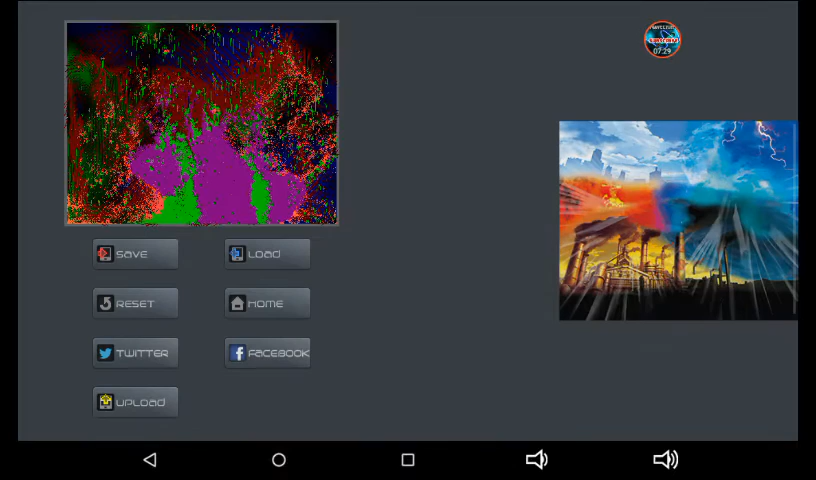 07:29
SAVE
LOAD
RESET
HOME
TWITTER
FACEBOOK
UPLOAD